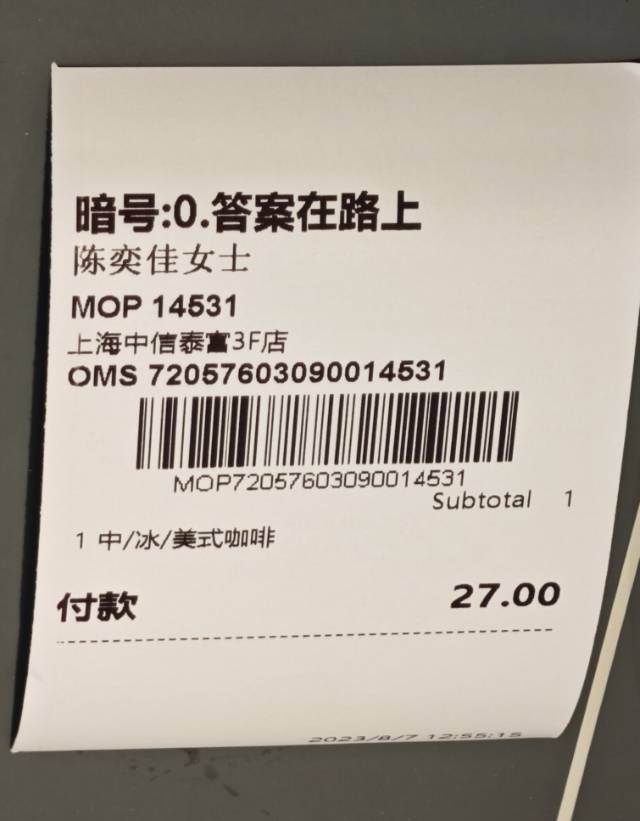 暗号:0.答案在路上
陈奕佳女士
MOP 14531
上海中信泰富3F店
OMS 72057603090014531
MOP72057603090014531
Subtotal 1
1 中/冰/美式咖啡
付款 27.00
2023/8/7 12:55:15